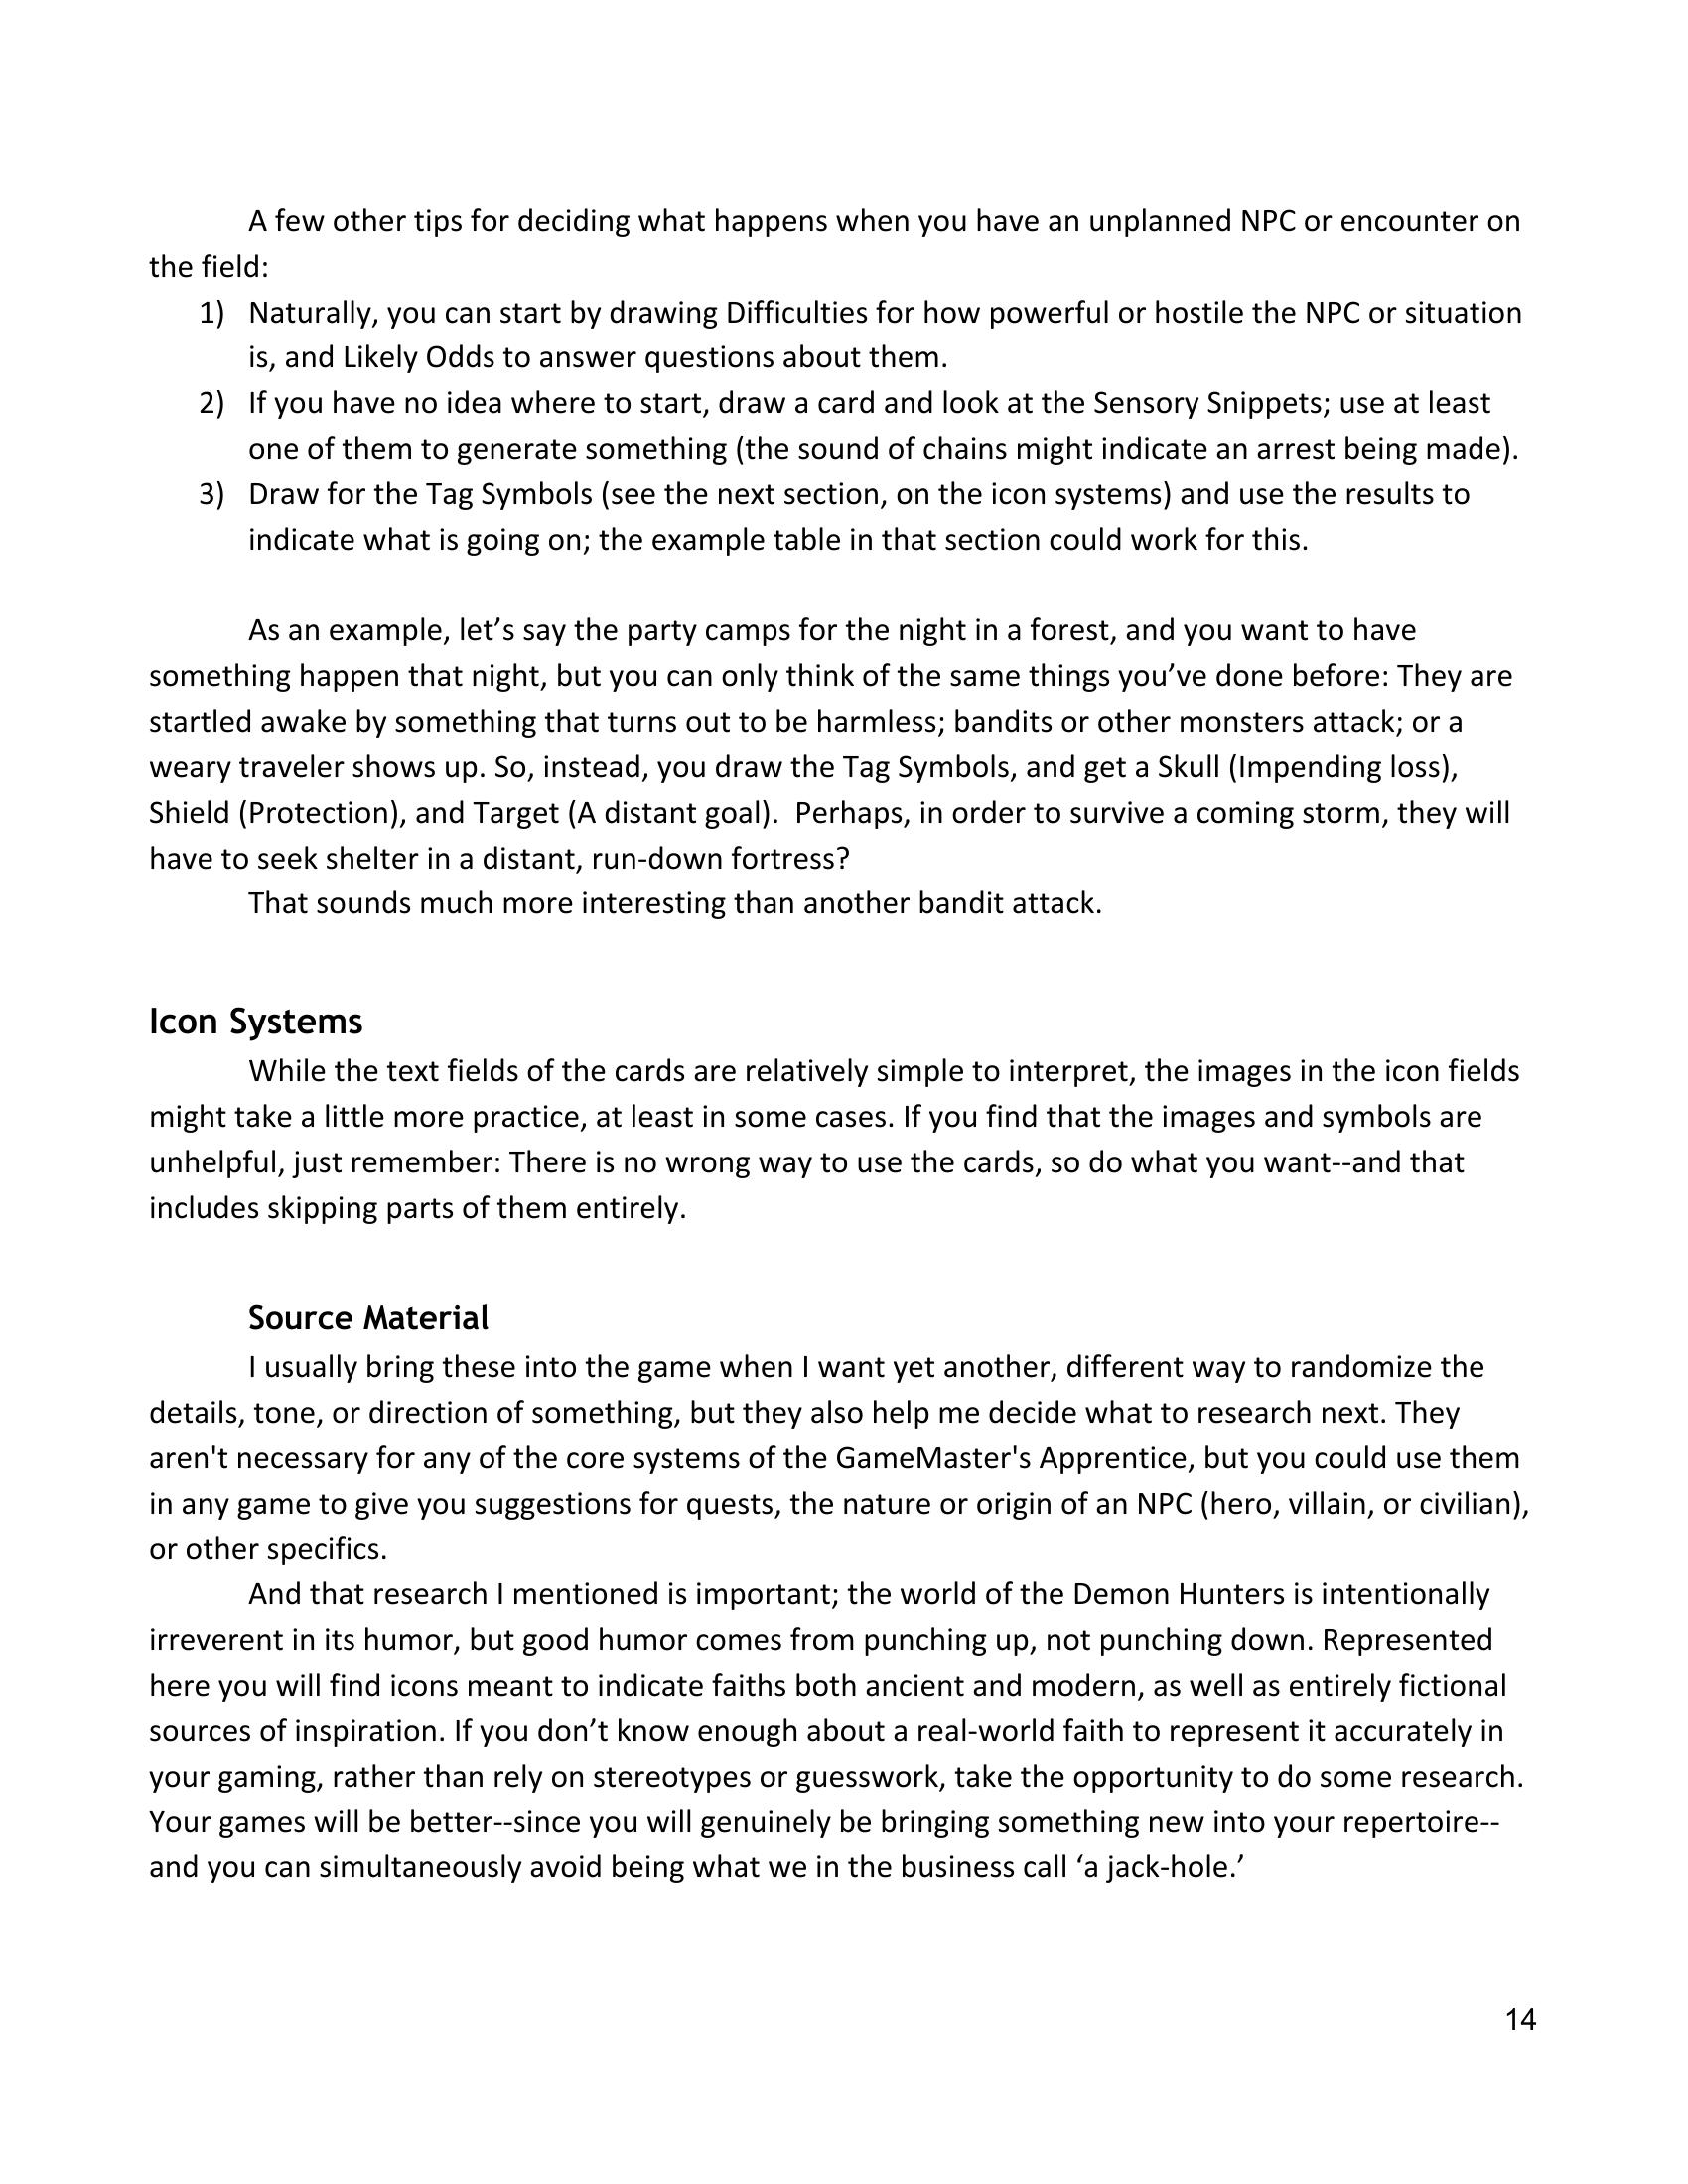 A few other tips for deciding what happens when you have an unplanned NPC or encounter on
the field:
1) Naturally, you can start by drawing Difficulties for how powerful or hostile the NPC or situation
is, and Likely Odds to answer questions about them.
2) If you have no idea where to start, draw a card and look at the Sensory Snippets; use at least
one of them to generate something (the sound of chains might indicate an arrest being made).
3) Draw for the Tag Symbols (see the next section, on the icon systems) and use the results to
indicate what is going on; the example table in that section could work for this.
As an example, let’s say the party camps for the night in a forest, and you want to have
something happen that night, but you can only think of the same things you’ve done before: They are
startled awake by something that turns out to be harmless; bandits or other monsters attack; or a
weary traveler shows up. So, instead, you draw the Tag Symbols, and get a Skull (Impending loss),
Shield (Protection), and Target (A distant goal).  Perhaps, in order to survive a coming storm, they will
have to seek shelter in a distant, run-down fortress?
That sounds much more interesting than another bandit attack.
Icon Systems
While the text fields of the cards are relatively simple to interpret, the images in the icon fields
might take a little more practice, at least in some cases. If you find that the images and symbols are
unhelpful, just remember: There is no wrong way to use the cards, so do what you want--and that
includes skipping parts of them entirely.
Source Material
I usually bring these into the game when I want yet another, different way to randomize the
details, tone, or direction of something, but they also help me decide what to research next. They
aren't necessary for any of the core systems of the GameMaster's Apprentice, but you could use them
in any game to give you suggestions for quests, the nature or origin of an NPC (hero, villain, or civilian),
or other specifics.
And that research I mentioned is important; the world of the Demon Hunters is intentionally
irreverent in its humor, but good humor comes from punching up, not punching down. Represented
here you will find icons meant to indicate faiths both ancient and modern, as well as entirely fictional
sources of inspiration. If you don’t know enough about a real-world faith to represent it accurately in
your gaming, rather than rely on stereotypes or guesswork, take the opportunity to do some research.
Your games will be better--since you will genuinely be bringing something new into your repertoire--
and you can simultaneously avoid being what we in the business call ‘a jack-hole.’
14